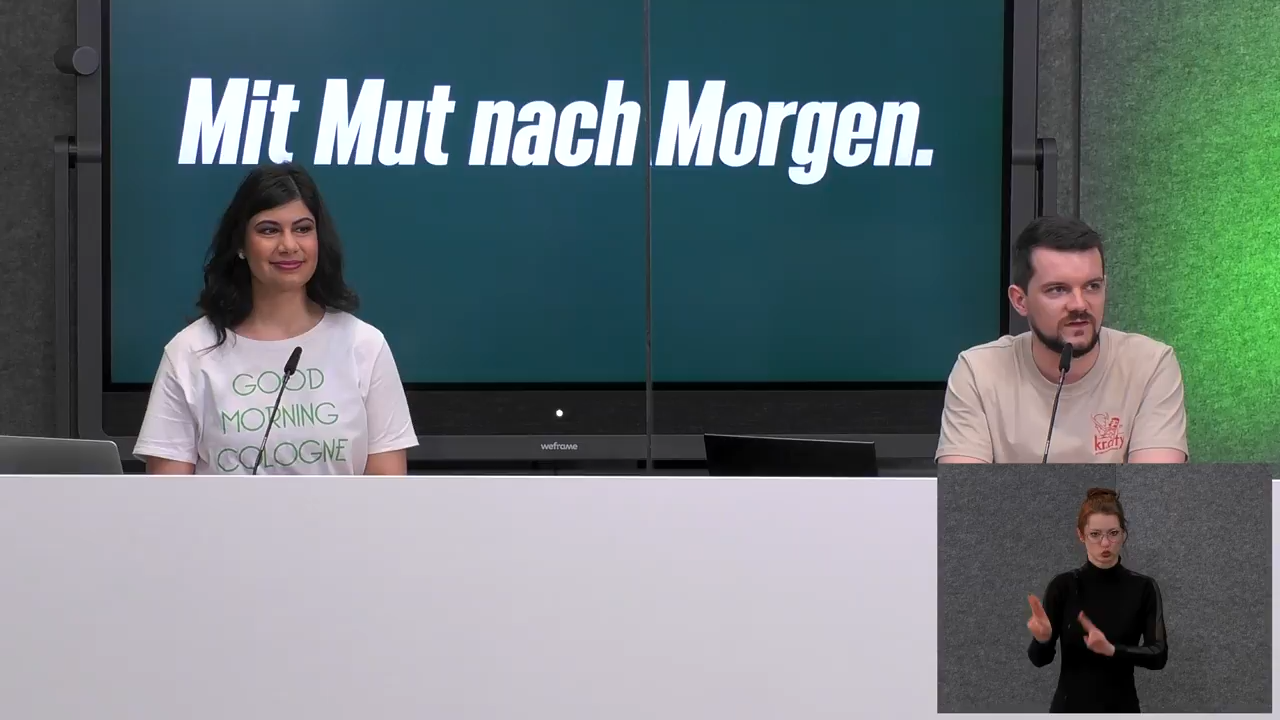 Mit Mut nach Morgen.
GOOD
MORNING
COLOGNE
weframe